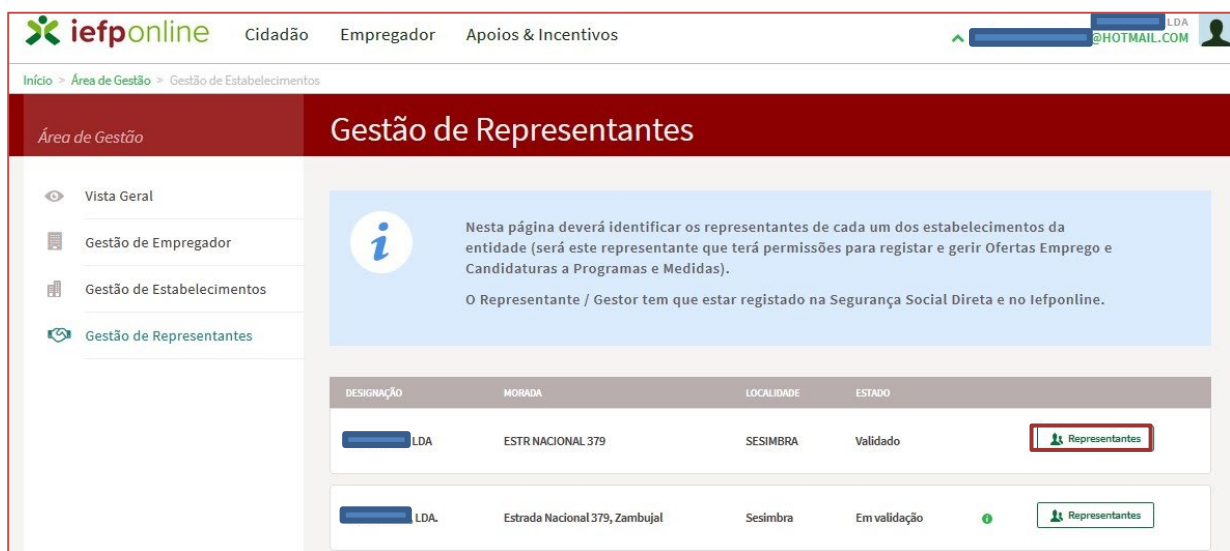 iefponline Cidadão Empregador Apoios & Incentivos
LDA
@HOTMAIL.COM
Início > Área de Gestão > Gestão de Estabelecimentos
Área de Gestão
Gestão de Representantes
Vista Geral
Gestão de Empregador
Gestão de Estabelecimentos
Gestão de Representantes
i
Nesta página deverá identificar os representantes de cada um dos estabelecimentos da
entidade (será este representante que terá permissões para registar e gerir Ofertas Emprego e
Candidaturas a Programas e Medidas).
O Representante / Gestor tem que estar registado na Segurança Social Direta e no Iefponline.
DESIGNAÇÃO MORADA LOCALIDADE ESTADO
LDA ESTR NACIONAL 379 SESIMBRA Validado Representantes
LDA. Estrada Nacional 379, Zambujal Sesimbra Em validação i Representantes